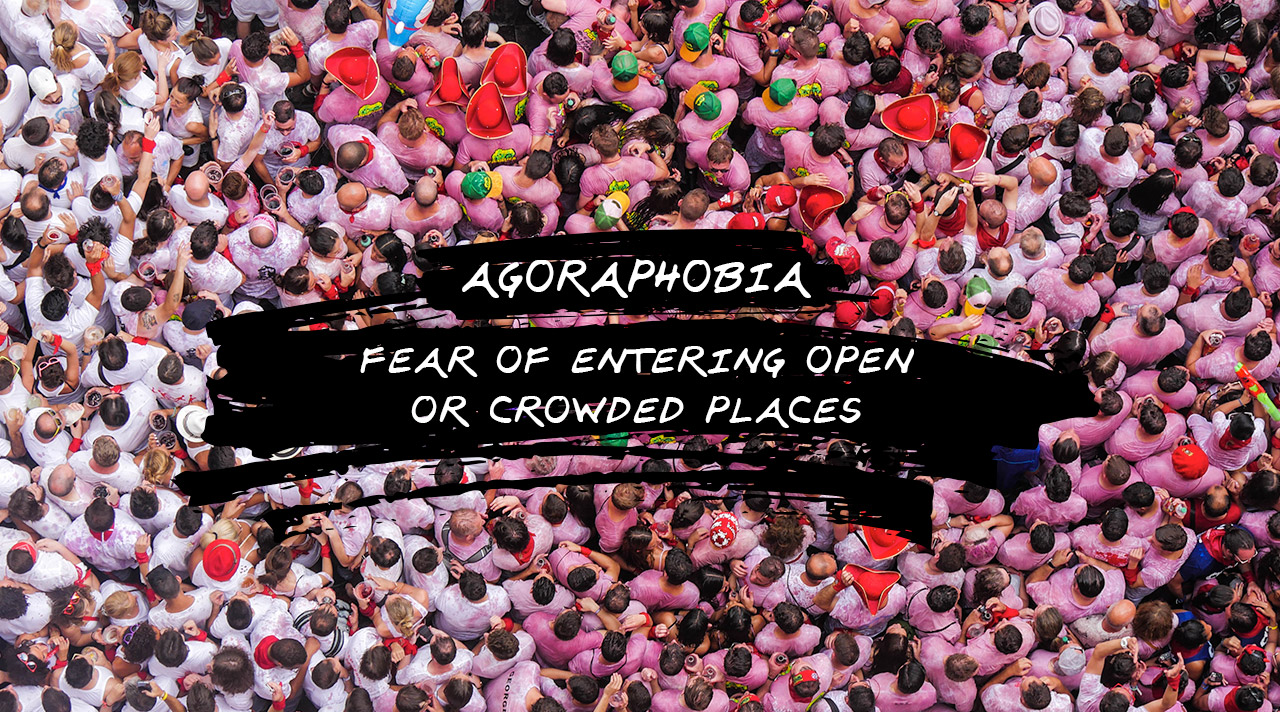 AGORAPHOBIA
FEAR OF ENTERING OPEN
OR CROWDED PLACES